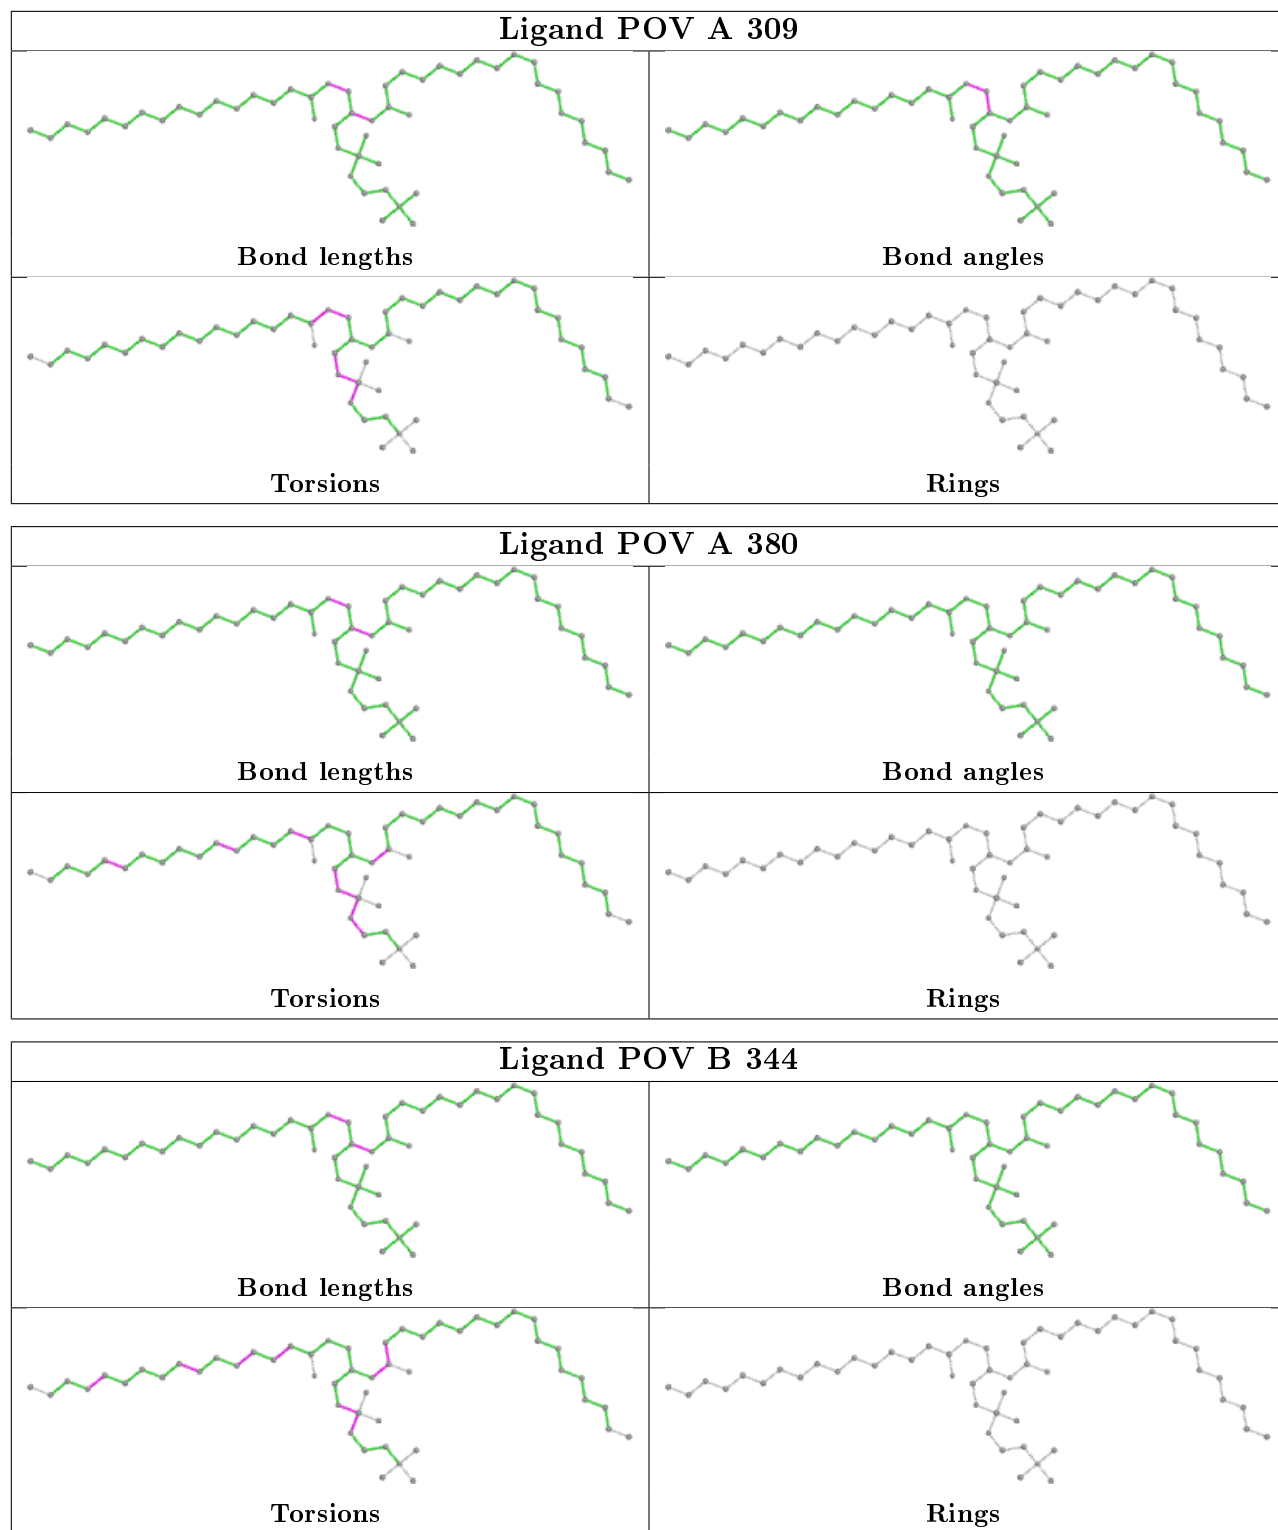 Ligand POV A 309
Bond lengths
Bond angles
Torsions
Rings
Ligand POV A 380
Bond lengths
Bond angles
Torsions
Rings
Ligand POV B 344
Bond lengths
Bond angles
Torsions
Rings